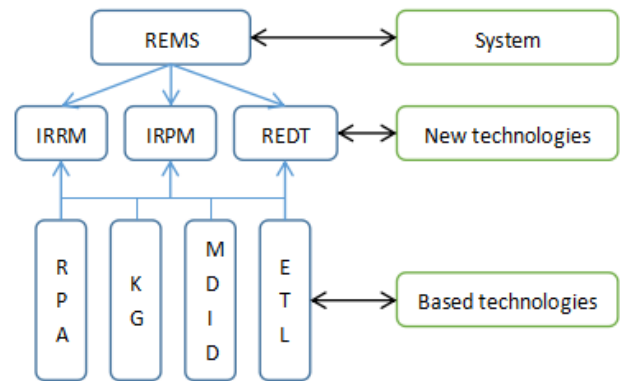 REMS
System
IRRM
IRPM
REDT
New technologies
RPA
KG
MDID
ETL
Based technologies